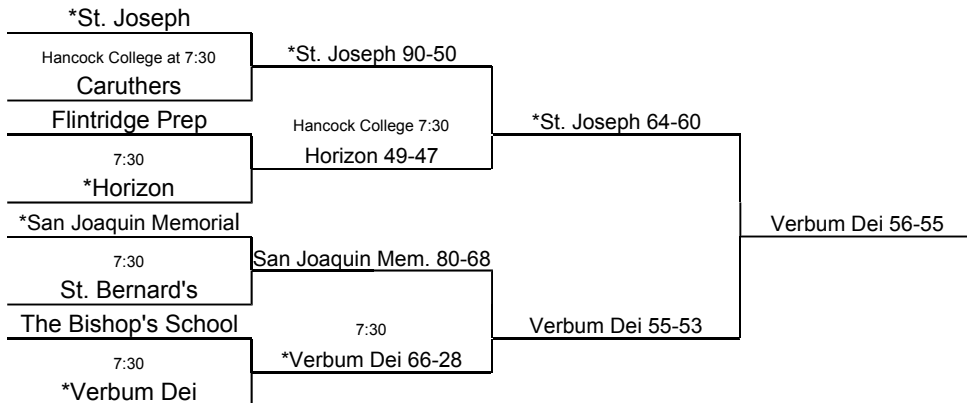 *St. Joseph
Hancock College at 7:30
Caruthers
Flintridge Prep
7:30
*Horizon
*San Joaquin Memorial
7:30
St. Bernard's
The Bishop's School
7:30
*Verbum Dei
*St. Joseph 90-50
Hancock College 7:30
Horizon 49-47
San Joaquin Mem. 80-68
7:30
*Verbum Dei 66-28
*St. Joseph 64-60
Verbum Dei 55-53
Verbum Dei 56-55